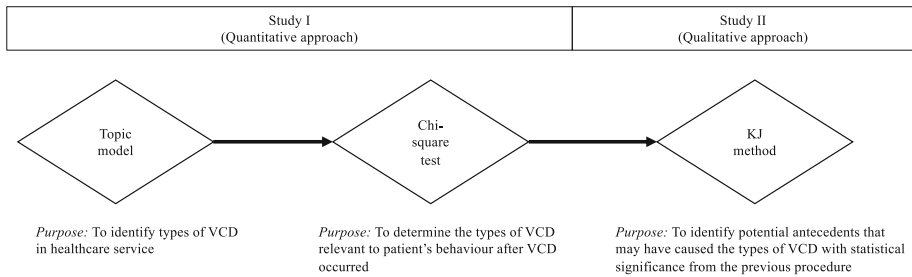 Study I
(Quantitative approach)
Study II
(Qualitative approach)
Topic
model
Chi-
square
test
KJ
method
Purpose: To identify types of VCD
in healthcare service
Purpose: To determine the types of VCD
relevant to patient's behaviour after VCD
occurred
Purpose: To identify potential antecedents that
may have caused the types of VCD with statistical
significance from the previous procedure